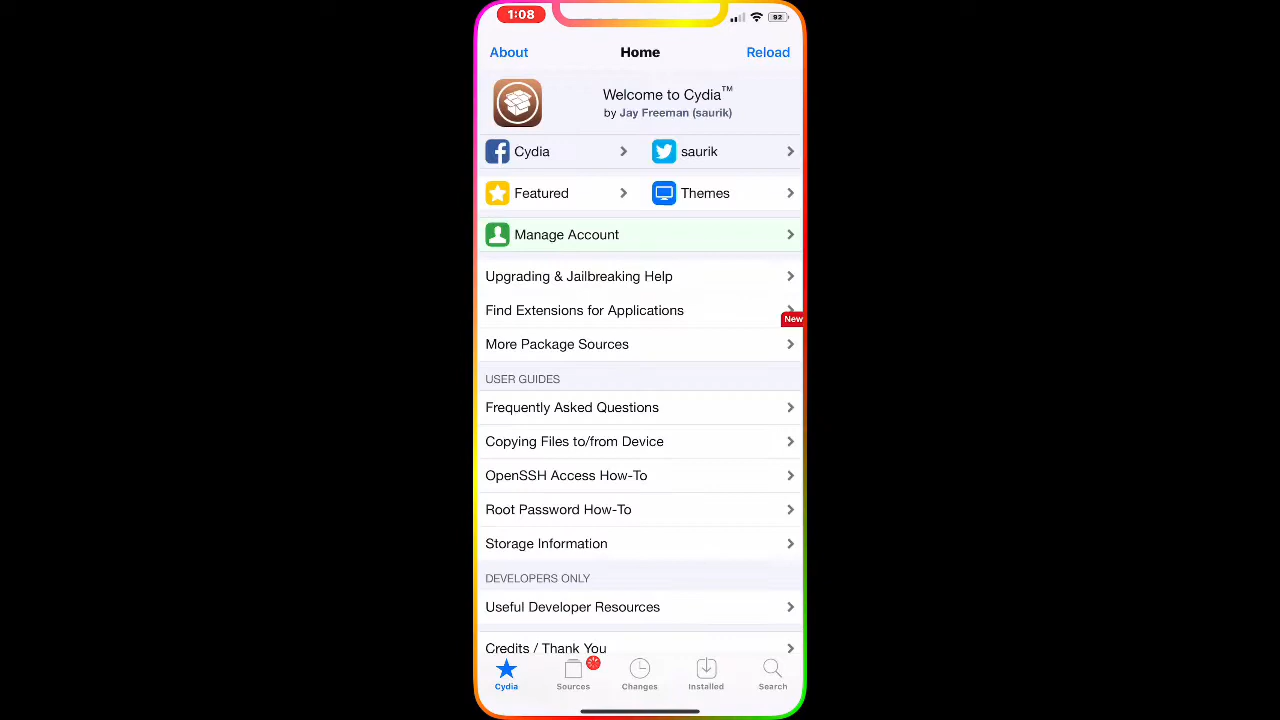 1:08
92
About
Home
Reload
Welcome to Cydia™
by Jay Freeman (saurik)
Cydia
saurik
Featured
Themes
Manage Account
Upgrading & Jailbreaking Help
Find Extensions for Applications
New
More Package Sources
USER GUIDES
Frequently Asked Questions
Copying Files to/from Device
OpenSSH Access How-To
Root Password How-To
Storage Information
DEVELOPERS ONLY
Useful Developer Resources
Credits / Thank You
Cydia
Sources
Changes
Installed
Search